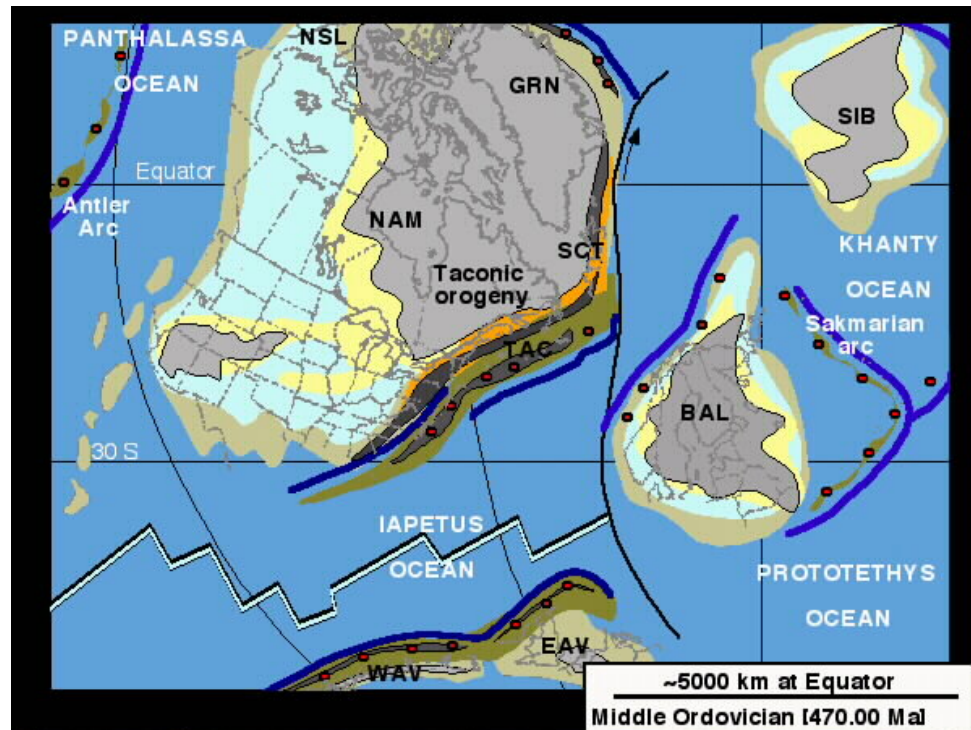 PANTHALASSA
OCEAN
NSL
GRN
SIB
Equator
Antler
Arc
NAM
SCT
KHANTY
OCEAN
Taconic
orogeny
Sakmarian
arc
TAC
BAL
30 S
IAPETUS
OCEAN
PROTOTETHYS
OCEAN
EAV
WAV
~5000 km at Equator
Middle Ordovician [470.00 Ma]